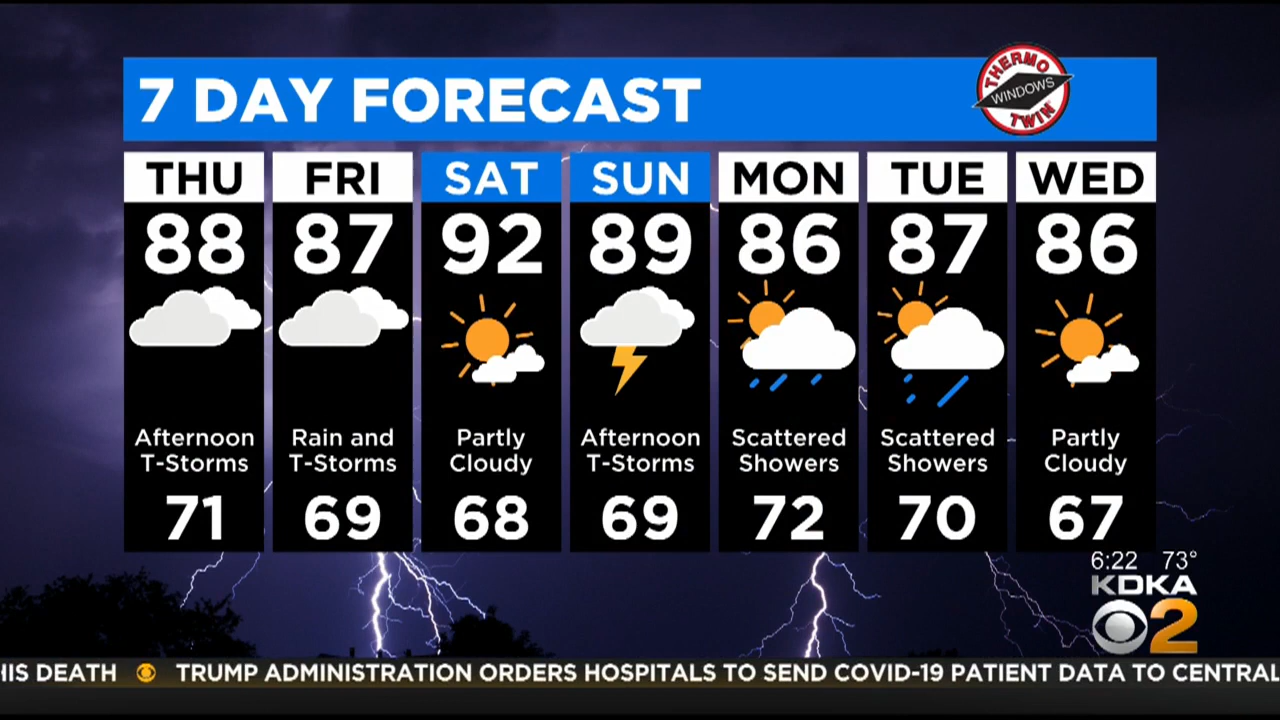 7 DAY FORECAST
THERMO
WINDOWS
TWIN
THU FRI SAT SUN MON TUE WED
88 87 92 89 86 87 86
Afternoon
T-Storms
Rain and
T-Storms
Partly
Cloudy
Afternoon
T-Storms
Scattered
Showers
Scattered
Showers
Partly
Cloudy
71 69 68 69 72 70 67
6:22 73°
KDKA
2
HIS DEATH TRUMP ADMINISTRATION ORDERS HOSPITALS TO SEND COVID-19 PATIENT DATA TO CENTRAL